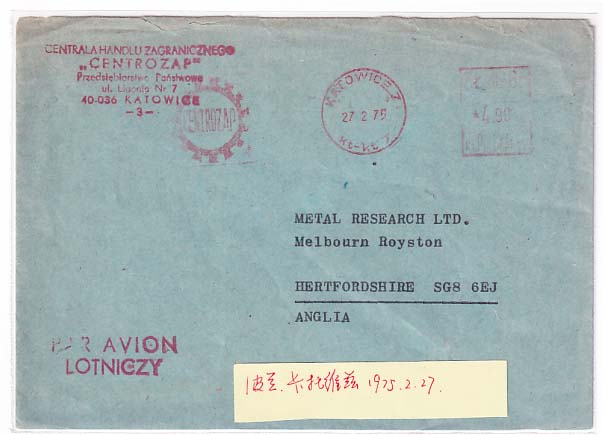 CENTRALA HANDLU ZAGRANICZNEGO
„CENTROZAP"
Przedsiębiorstwo Państwowe
ul. Ligonia Nr 7
40-036 KATOWICE
— 3 —
CENTROZAP
KATOWICE 7
27 2 75
*4,90
METAL RESEARCH LTD.
Melbourn Royston
HERTFORDSHIRE SG8 6EJ
ANGLIA
PAR AVION
LOTNICZY
波兰.卡托维兹 1975.2.27.